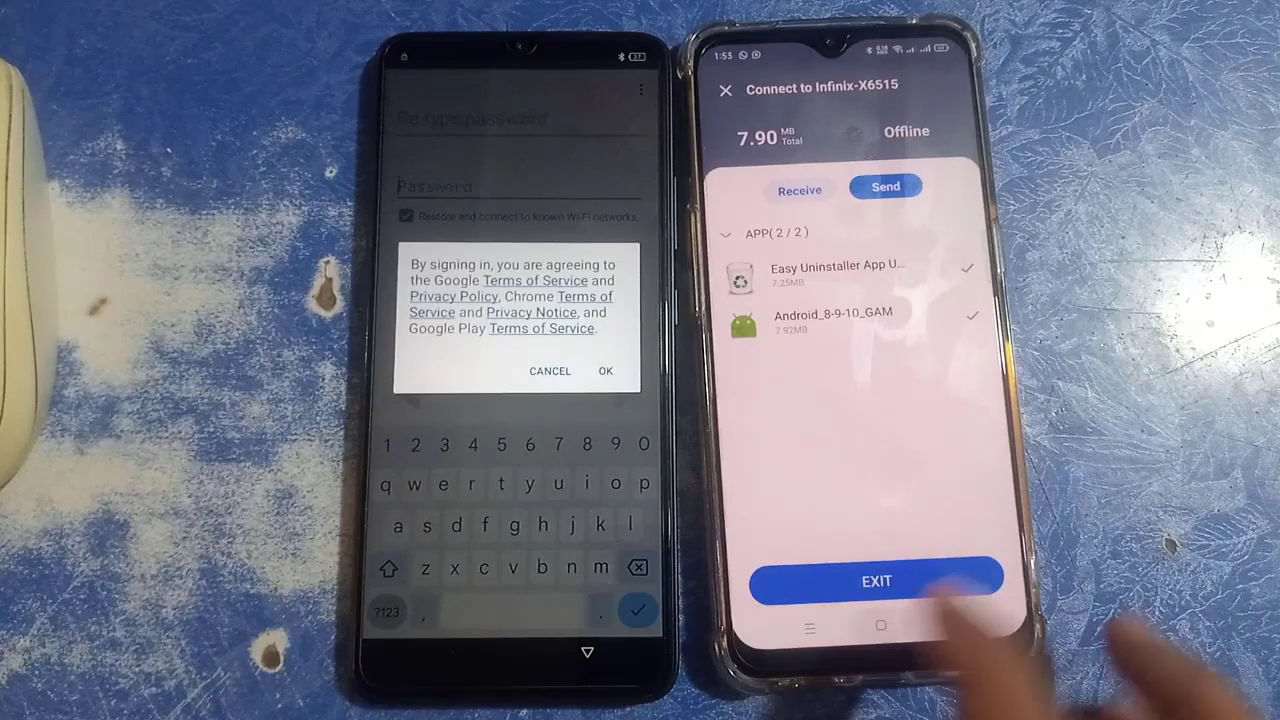 37
Re-type password
Password
Restore and connect to known Wi-Fi networks.
By signing in, you are agreeing to
the Google Terms of Service and
Privacy Policy, Chrome Terms of
Service and Privacy Notice, and
Google Play Terms of Service.
CANCEL OK
1 2 3 4 5 6 7 8 9 0
q w e r t y u i o p
a s d f g h j k l
z x c v b n m
?123 , .
1:53
Connect to Infinix-X6515
7.90 MB Total
Offline
Receive Send
APP( 2 / 2 )
Easy Uninstaller App U...
7.25MB
Android_8-9-10_GAM
7.92MB
EXIT